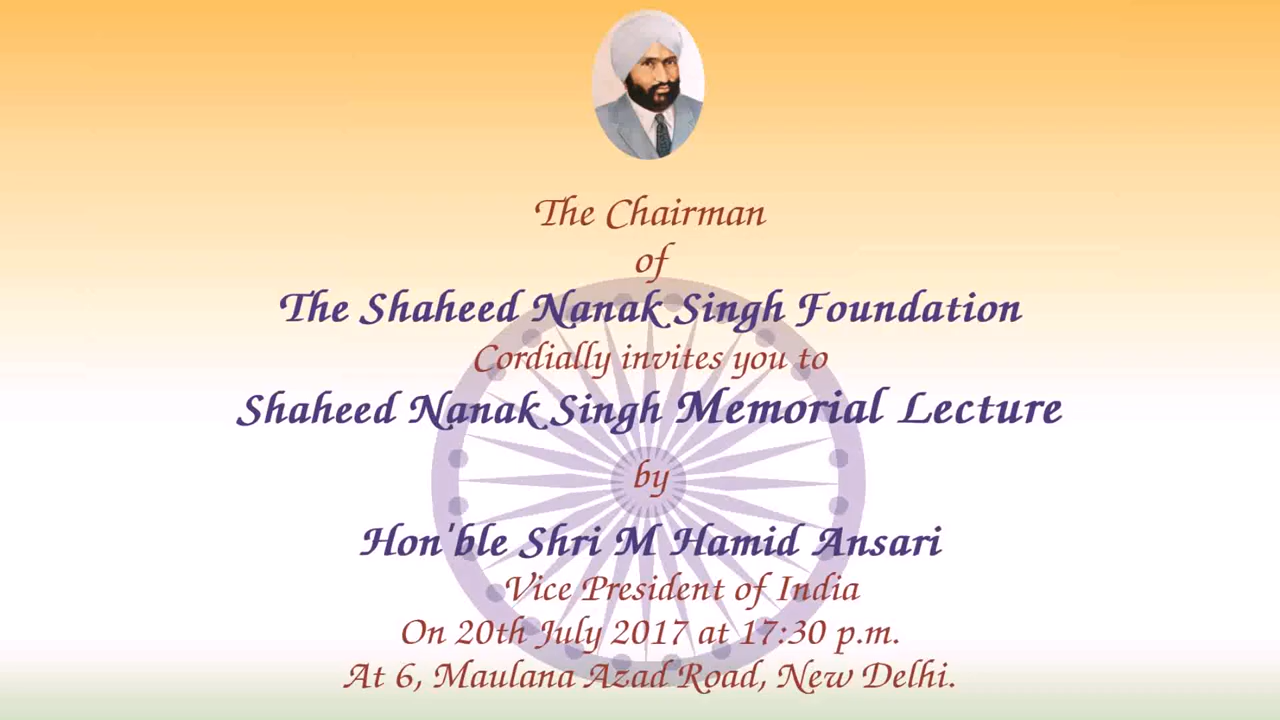 The Chairman
of
The Shaheed Nanak Singh Foundation
Cordially invites you to
Shaheed Nanak Singh Memorial Lecture
by
Hon'ble Shri M Hamid Ansari
Vice President of India
On 20th July 2017 at 17:30 p.m.
At 6, Maulana Azad Road, New Delhi.